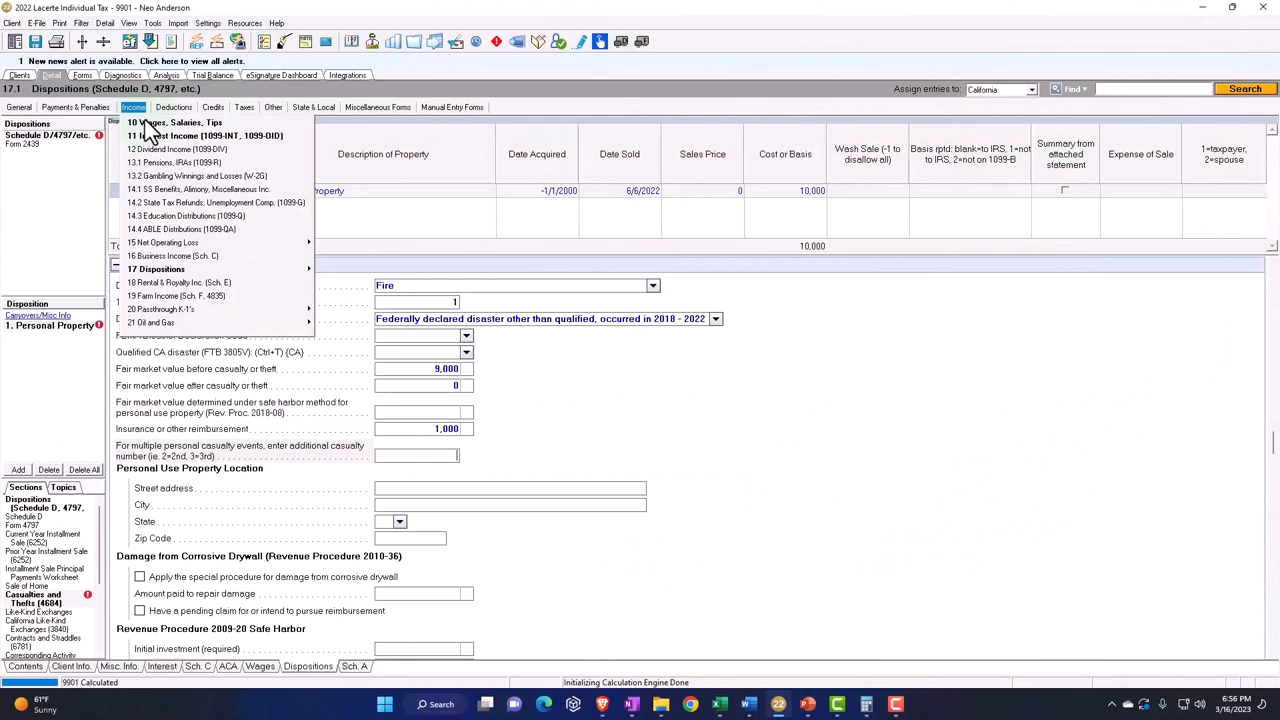 2022 Lacerte Individual Tax - 9901 - Neo Anderson
Client E-File Print Filter Detail View Tools Import Settings Resources Help
1 New news alert is available. Click here to view all alerts.
Clients Detail Forms Diagnostics Analysis Trial Balance eSignature Dashboard Integrations
17.1 Dispositions (Schedule D, 4797, etc.) Assign entries to: California Find Search
General Payments & Penalties Income Deductions Credits Taxes Other State & Local Miscellaneous Forms Manual Entry Forms
Dispositions
Schedule D/4797/etc.
Form 2439
10 Wages, Salaries, Tips
11 Interest Income (1099-INT, 1099-OID)
12 Dividend Income (1099-DIV)
13.1 Pensions, IRAs (1099-R)
13.2 Gambling Winnings and Losses (W-2G)
14.1 SS Benefits, Alimony, Miscellaneous Inc.
14.2 State Tax Refunds, Unemployment Comp. (1099-G)
14.3 Education Distributions (1099-Q)
14.4 ABLE Distributions (1099-QA)
15 Net Operating Loss
16 Business Income (Sch. C)
17 Dispositions
18 Rental & Royalty Inc. (Sch. E)
19 Farm Income (Sch. F, 4835)
20 Passthrough K-1's
21 Oil and Gas
Description of Property Date Acquired Date Sold Sales Price Cost or Basis Wash Sale (-1 to disallow all) Basis rptd: blank=to IRS, 1=not to IRS, 2=not on 1099-B Summary from attached statement Expense of Sale 1=taxpayer, 2=spouse
Property -1/1/2000 6/6/2022 0 10,000
10,000
Disposition
Carryovers/Misc Info
1. Personal Property
Fire
1
Federally declared disaster other than qualified, occurred in 2018 - 2022
Qualified CA disaster (FTB 3805V): (Ctrl+T) {CA}
Fair market value before casualty or theft 9,000
Fair market value after casualty or theft 0
Fair market value determined under safe harbor method for
personal use property (Rev. Proc. 2018-08)
Insurance or other reimbursement 1,000
For multiple personal casualty events, enter additional casualty
number (ie. 2=2nd, 3=3rd)
Personal Use Property Location
Street address
City
State
Zip Code
Damage from Corrosive Drywall (Revenue Procedure 2010-36)
Apply the special procedure for damage from corrosive drywall
Amount paid to repair damage
Have a pending claim for or intend to pursue reimbursement
Revenue Procedure 2009-20 Safe Harbor
Initial investment (required)
Add Delete Delete All
Sections Topics
Dispositions
(Schedule D, 4797,
Schedule D
Form 4797
Current Year Installment
Sale (6252)
Prior Year Installment Sale
(6252)
Installment Sale Principal
Payments Worksheet
Sale of Home
Casualties and
Thefts (4684)
Like-Kind Exchanges
California Like-Kind
Exchanges (3840)
Contracts and Straddles
(6781)
Corresponding Activity
Contents Client Info. Misc. Info. Interest Sch. C ACA Wages Dispositions Sch. A
9901 Calculated Initializing Calculation Engine Done
61°F
Foggy
Search
6:56 PM
3/16/2023